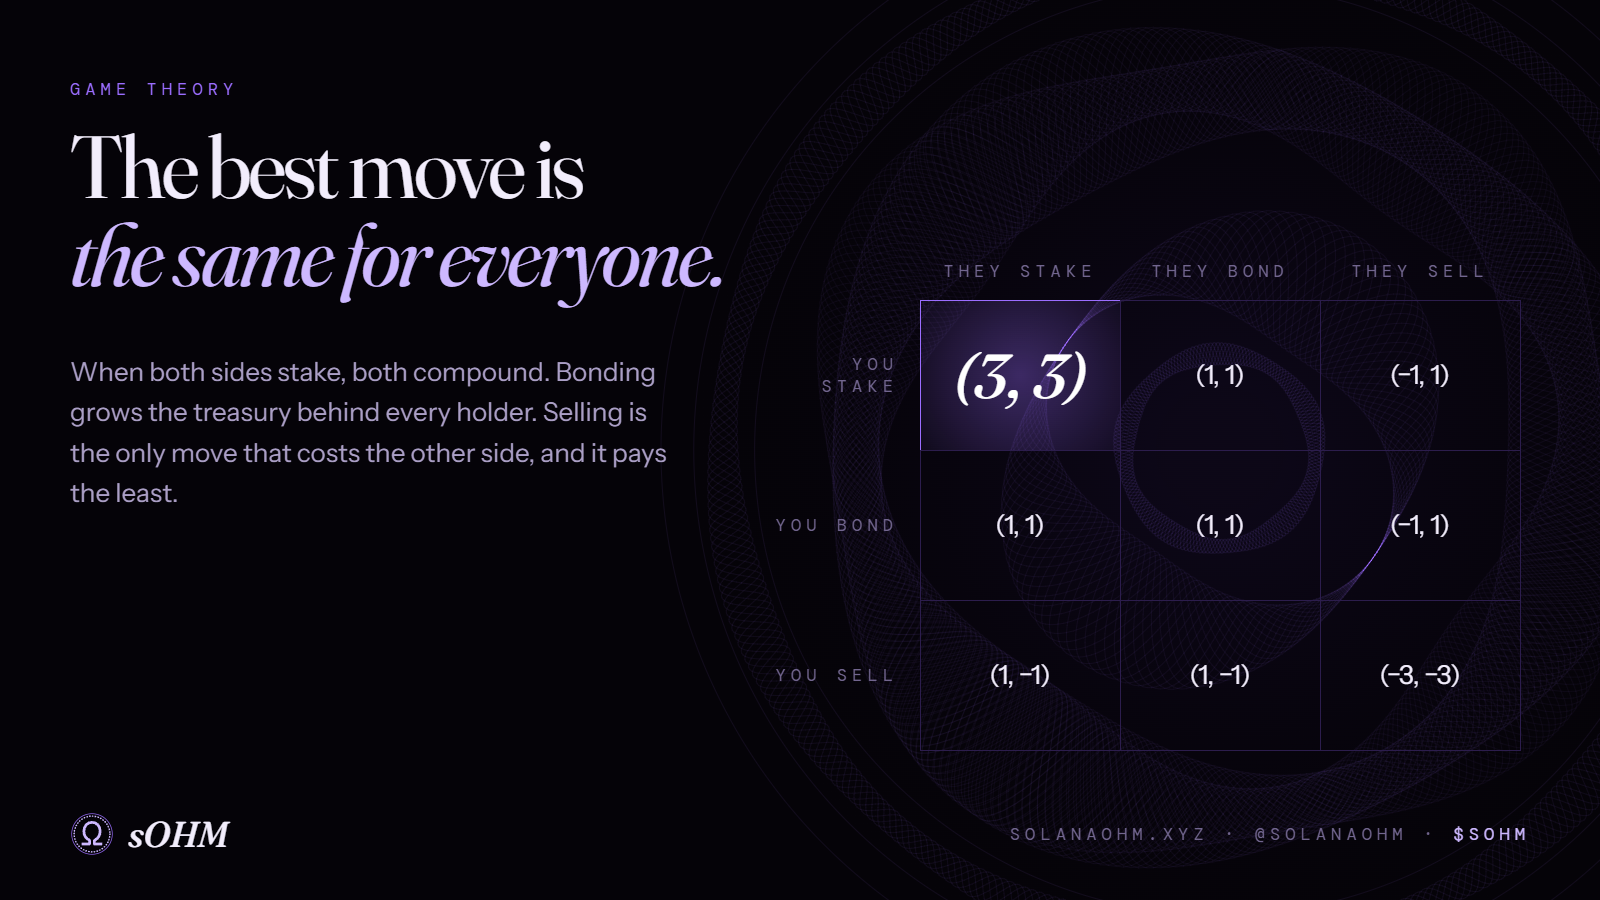 GAME THEORY
The best move is
the same for everyone.
When both sides stake, both compound. Bonding
grows the treasury behind every holder. Selling is
the only move that costs the other side, and it pays
the least.
THEY STAKE THEY BOND THEY SELL
YOU
STAKE
(3, 3) (1, 1) (−1, 1)
YOU BOND (1, 1) (1, 1) (−1, 1)
YOU SELL (1, −1) (1, −1) (−3, −3)
Ω sOHM
SOLANAOHM.XYZ · @SOLANAOHM · $SOHM